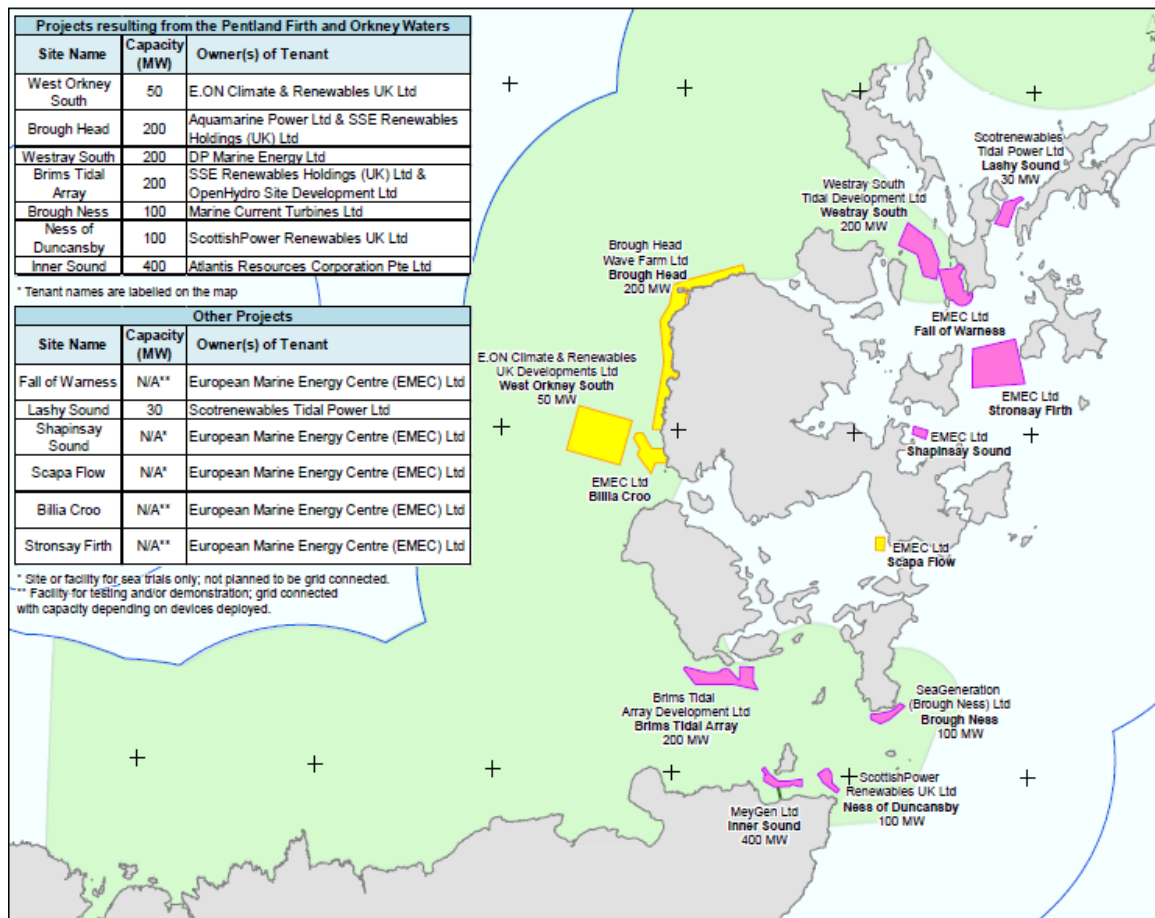 Projects resulting from the Pentland Firth and Orkney Waters
Site Name Capacity (MW) Owner(s) of Tenant
West Orkney South 50 E.ON Climate & Renewables UK Ltd
Brough Head 200 Aquamarine Power Ltd & SSE Renewables Holdings (UK) Ltd
Westray South 200 DP Marine Energy Ltd
Brims Tidal Array 200 SSE Renewables Holdings (UK) Ltd & OpenHydro Site Development Ltd
Brough Ness 100 Marine Current Turbines Ltd
Ness of Duncansby 100 ScottishPower Renewables UK Ltd
Inner Sound 400 Atlantis Resources Corporation Pte Ltd
* Tenant names are labelled on the map
Other Projects
Site Name Capacity (MW) Owner(s) of Tenant
Fall of Warness N/A** European Marine Energy Centre (EMEC) Ltd
Lashy Sound 30 Scotrenewables Tidal Power Ltd
Shapinsay Sound N/A* European Marine Energy Centre (EMEC) Ltd
Scapa Flow N/A* European Marine Energy Centre (EMEC) Ltd
Billia Croo N/A** European Marine Energy Centre (EMEC) Ltd
Stronsay Firth N/A** European Marine Energy Centre (EMEC) Ltd
* Site or facility for sea trials only; not planned to be grid connected.
** Facility for testing and/or demonstration; grid connected
with capacity depending on devices deployed.
Scotrenewables
Tidal Power Ltd
Lashy Sound
30 MW
Westray South
Tidal Development Ltd
Westray South
200 MW
Brough Head
Wave Farm Ltd
Brough Head
200 MW
EMEC Ltd
Fall of Warness
E.ON Climate & Renewables
UK Developments Ltd
West Orkney South
50 MW
EMEC Ltd
Stronsay Firth
EMEC Ltd
Shapinsay Sound
EMEC Ltd
Billlia Croo
EMEC Ltd
Scapa Flow
Brims Tidal
Array Development Ltd
Brims Tidal Array
200 MW
SeaGeneration
(Brough Ness) Ltd
Brough Ness
100 MW
ScottishPower
Renewables UK Ltd
Ness of Duncansby
100 MW
MeyGen Ltd
Inner Sound
400 MW